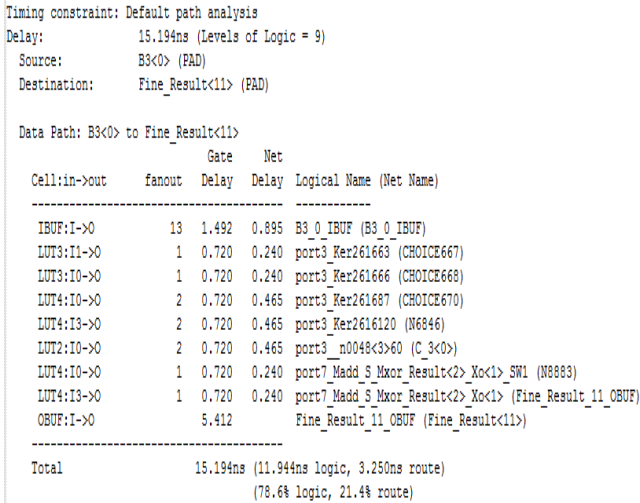 Timing constraint: Default path analysis
Delay: 15.194ns (Levels of Logic = 9)
Source: B3<0> (PAD)
Destination: Fine_Result<11> (PAD)
Data Path: B3<0> to Fine_Result<11>
Gate Net
Cell:in->out fanout Delay Delay Logical Name (Net Name)
---------------------------------------- ------------
IBUF:I->O 13 1.492 0.895 B3_0_IBUF (B3_0_IBUF)
LUT3:I1->O 1 0.720 0.240 port3_Ker261663 (CHOICE667)
LUT3:I0->O 1 0.720 0.240 port3_Ker261666 (CHOICE668)
LUT4:I0->O 2 0.720 0.465 port3_Ker261687 (CHOICE670)
LUT4:I3->O 2 0.720 0.465 port3_Ker2616120 (N6846)
LUT2:I0->O 2 0.720 0.465 port3__n0048<3>60 (C_3<0>)
LUT4:I0->O 1 0.720 0.240 port7_Madd_S_Mxor_Result<2>_Xo<1>_SW1 (N8883)
LUT4:I3->O 1 0.720 0.240 port7_Madd_S_Mxor_Result<2>_Xo<1> (Fine_Result_11_OBUF)
OBUF:I->O 5.412 Fine_Result_11_OBUF (Fine_Result<11>)
----------------------------------------
Total 15.194ns (11.944ns logic, 3.250ns route)
(78.6% logic, 21.4% route)